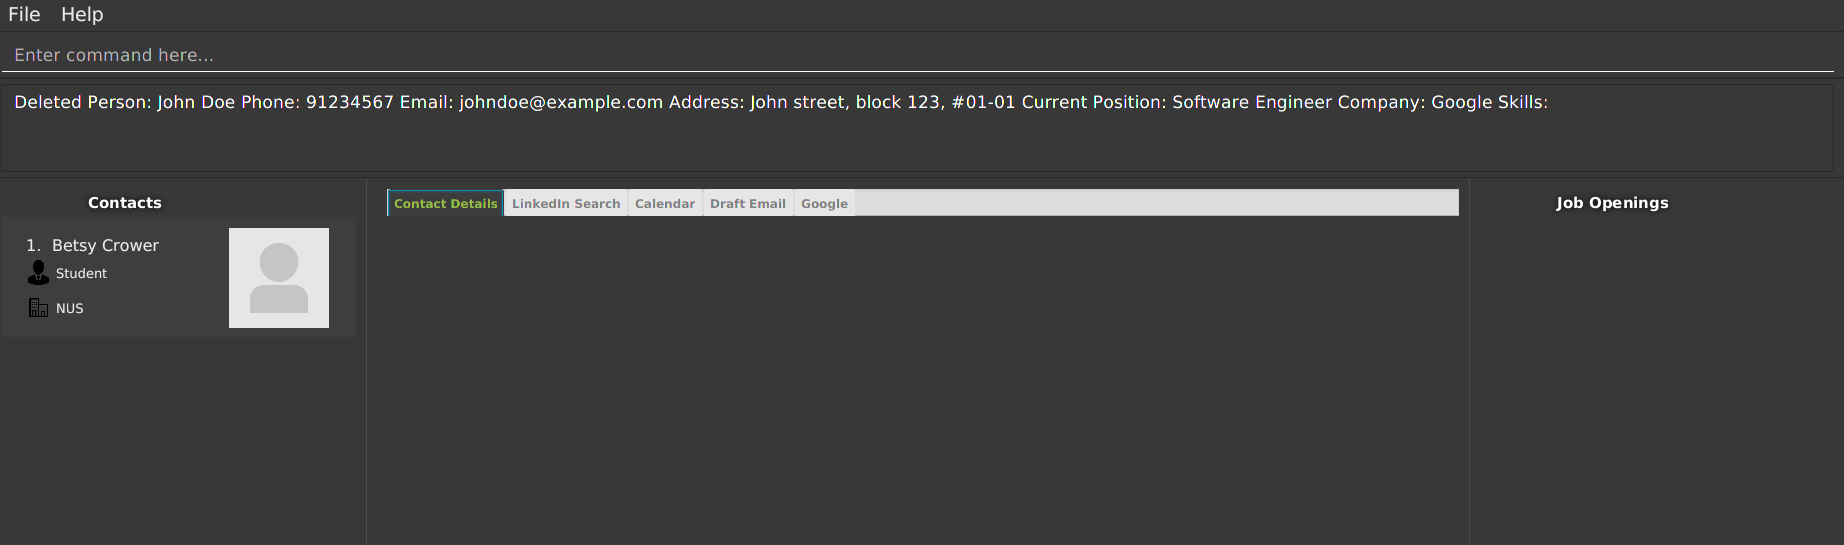 File Help
Enter command here...
Deleted Person: John Doe Phone: 91234567 Email: johndoe@example.com Address: John street, block 123, #01-01 Current Position: Software Engineer Company: Google Skills:
Contacts
1. Betsy Crower
Student
NUS
Contact Details LinkedIn Search Calendar Draft Email Google
Job Openings